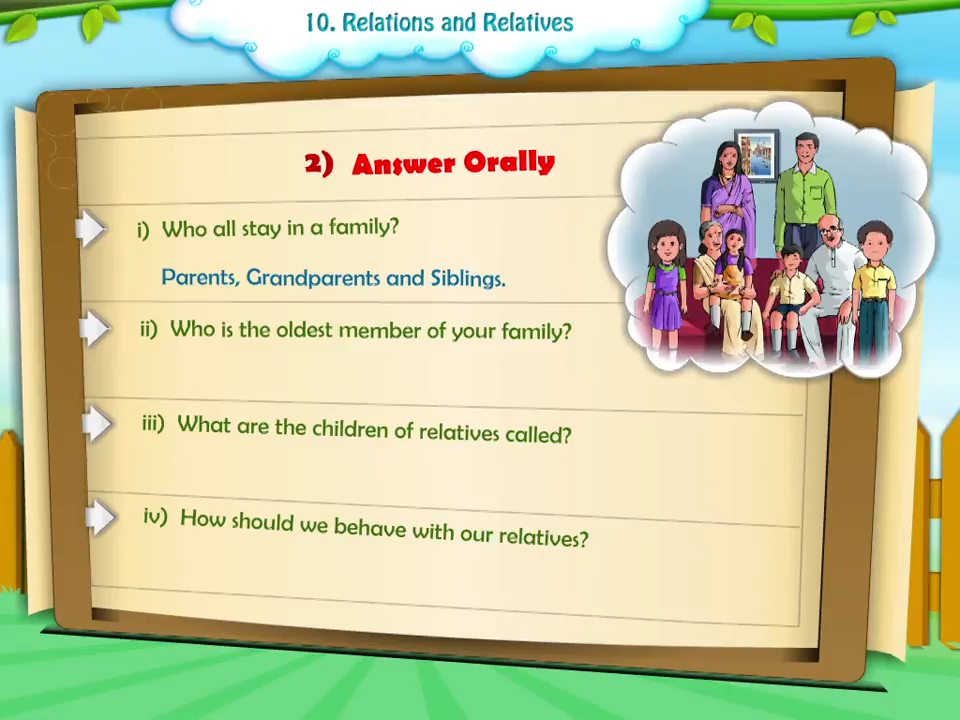 10. Relations and Relatives
2) Answer Orally
i) Who all stay in a family?
Parents, Grandparents and Siblings.
ii) Who is the oldest member of your family?
iii) What are the children of relatives called?
iv) How should we behave with our relatives?